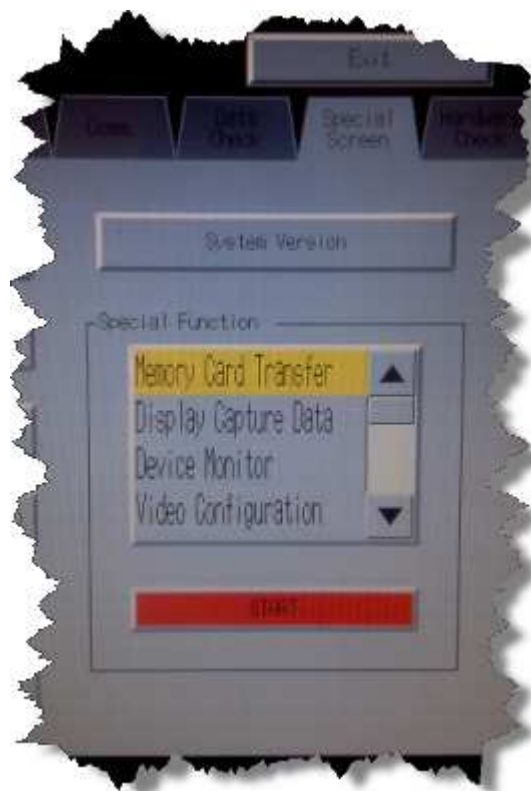 Exit
Comm.
Data
Check
Special
Screen
Hardware
Check
System Version
Special Function
Memory Card Transfer
Display Capture Data
Device Monitor
Video Configuration
START